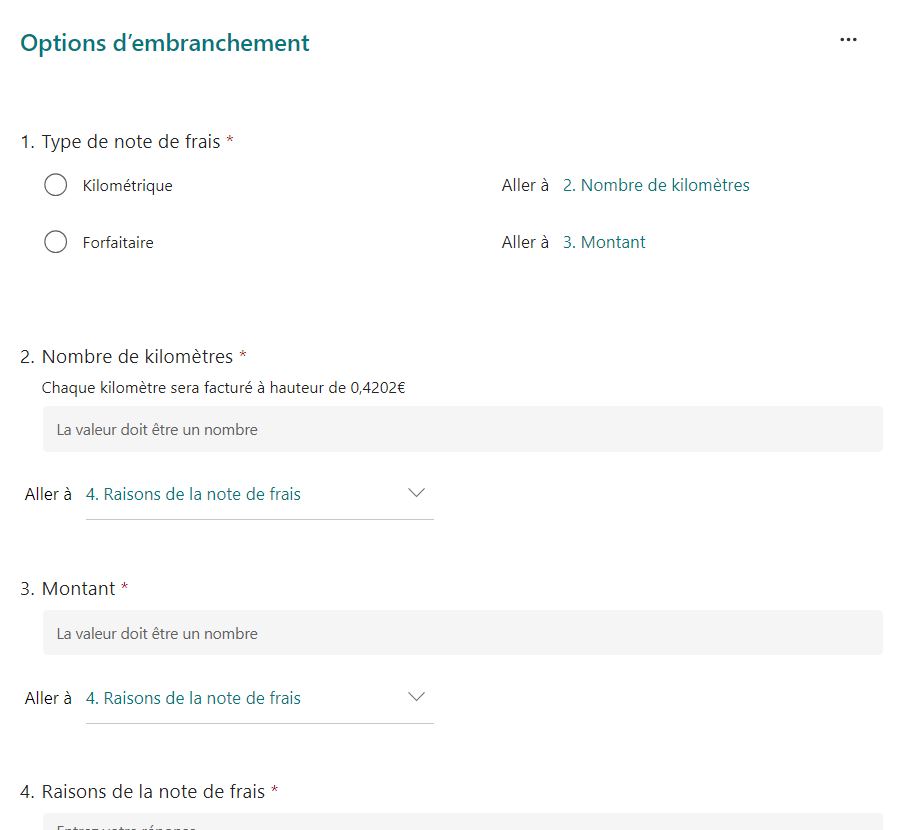 Options d’embranchement
1. Type de note de frais *
Kilométrique Aller à 2. Nombre de kilomètres
Forfaitaire Aller à 3. Montant
2. Nombre de kilomètres *
Chaque kilomètre sera facturé à hauteur de 0,4202€
La valeur doit être un nombre
Aller à 4. Raisons de la note de frais
3. Montant *
La valeur doit être un nombre
Aller à 4. Raisons de la note de frais
4. Raisons de la note de frais *
Entrez votre réponse